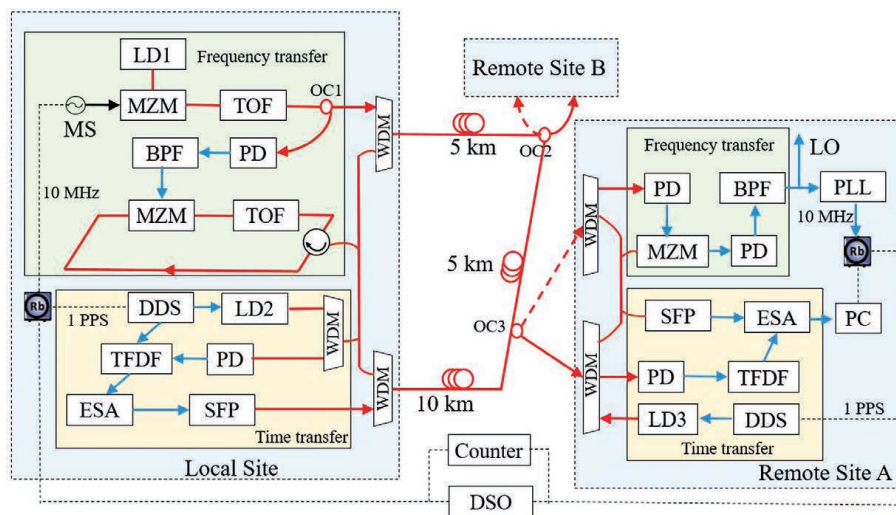 LD1
Frequency transfer
OC1
MS
MZM
TOF
WDM
BPF
PD
10 MHz
MZM
TOF
Rb
1 PPS
DDS
LD2
WDM
TFDF
PD
ESA
SFP
WDM
Time transfer
Local Site
Remote Site B
5 km
OC2
5 km
OC3
10 km
Counter
DSO
Frequency transfer
LO
WDM
PD
BPF
PLL
10 MHz
MZM
PD
Rb
SFP
ESA
PC
WDM
PD
TFDF
LD3
DDS
1 PPS
Time transfer
Remote Site A